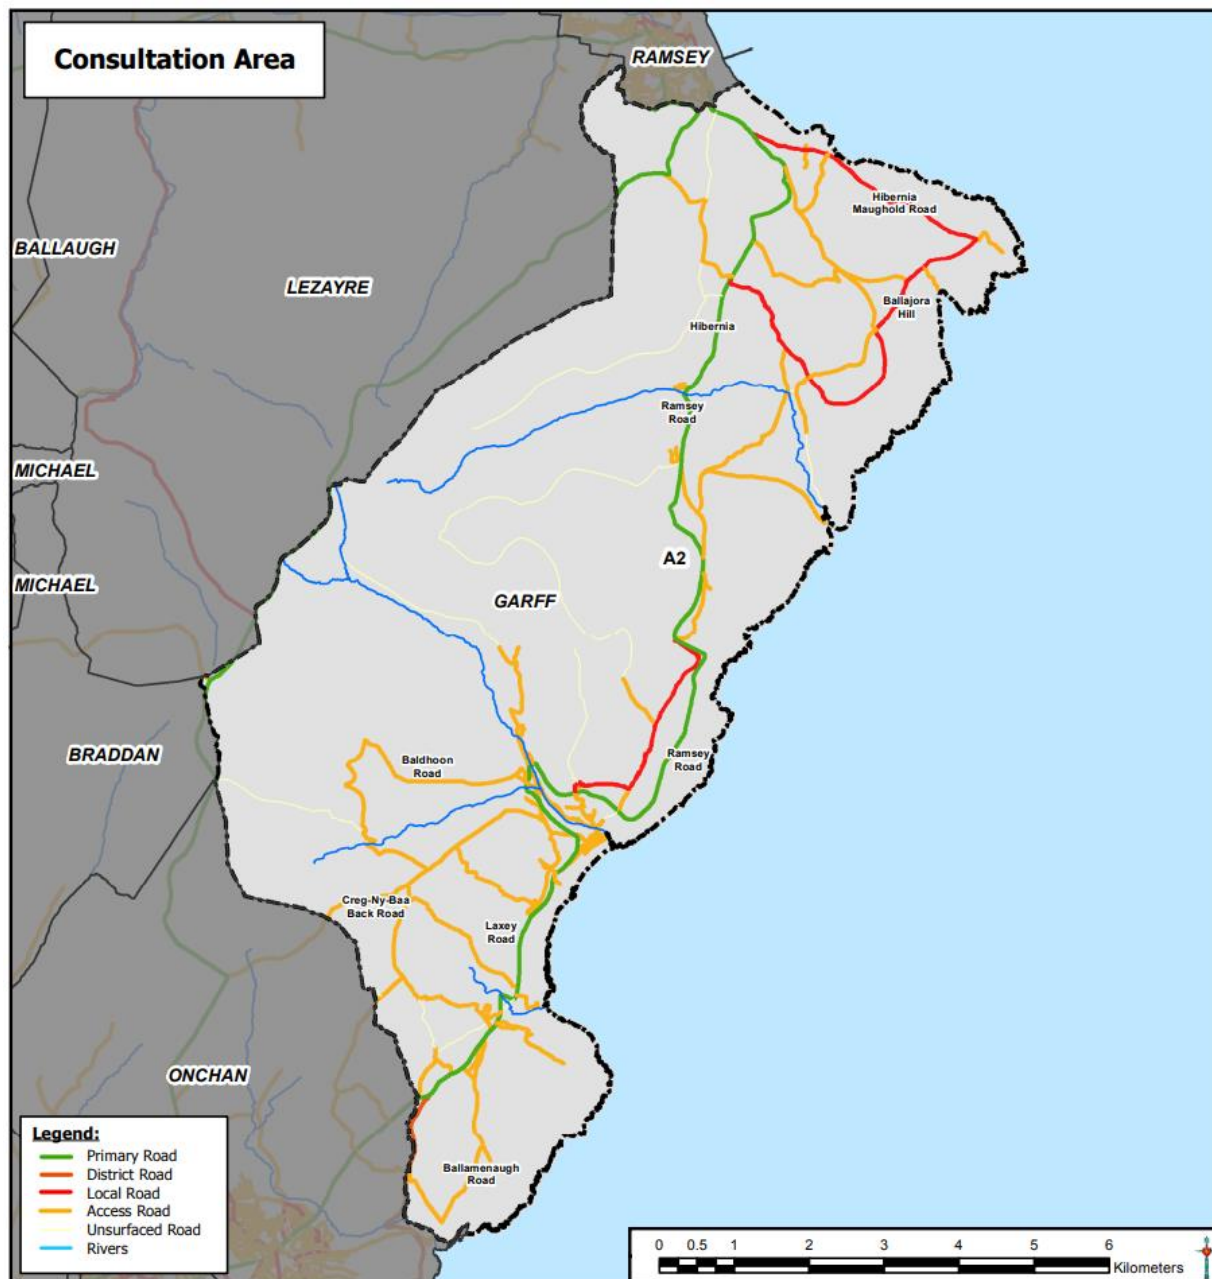 Consultation Area
RAMSEY
Hibernia
Maughold Road
BALLAUGH
LEZAYRE
Ballajora
Hill
Hibernia
Ramsey
Road
MICHAEL
A2
MICHAEL
GARFF
BRADDAN
Baldhoon
Road
Ramsey
Road
Creg-Ny-Baa
Back Road
Laxey
Road
ONCHAN
Ballamenaugh
Road
Legend:
Primary Road
District Road
Local Road
Access Road
Unsurfaced Road
Rivers
0 0.5 1 2 3 4 5 6
Kilometers